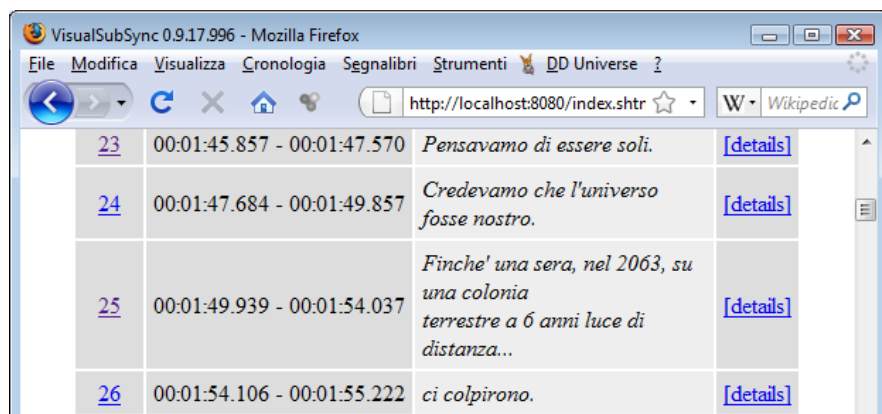 VisualSubSync 0.9.17.996 - Mozilla Firefox
File Modifica Visualizza Cronologia Segnalibri Strumenti DD Universe ?
http://localhost:8080/index.shtr W Wikipedic
23 00:01:45.857 - 00:01:47.570 Pensavamo di essere soli. [details]
24 00:01:47.684 - 00:01:49.857 Credevamo che l'universo
fosse nostro. [details]
25 00:01:49.939 - 00:01:54.037 Finche' una sera, nel 2063, su
una colonia
terrestre a 6 anni luce di
distanza... [details]
26 00:01:54.106 - 00:01:55.222 ci colpirono. [details]